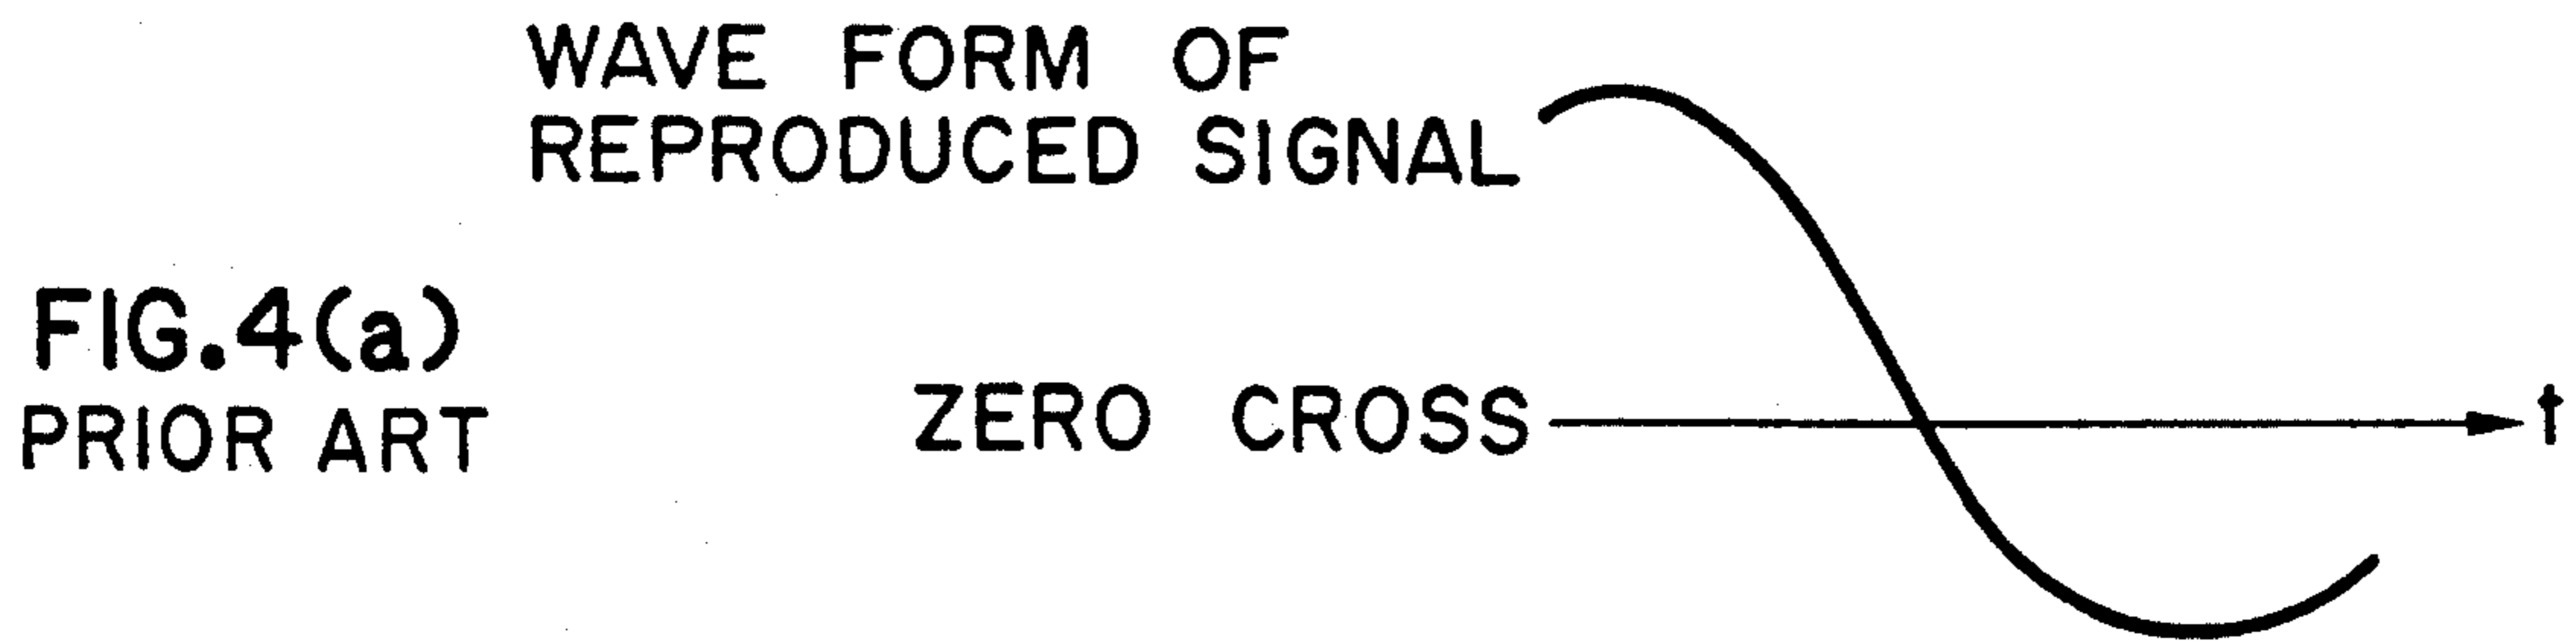 WAVE FORM OF
REPRODUCED SIGNAL
FIG.4(a)
PRIOR ART
ZERO CROSS
t